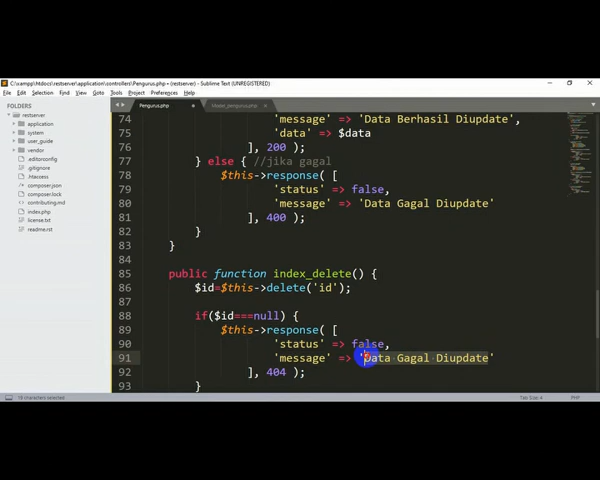 C:\xampp\htdocs\restserver\application\controllers\Pengurus.php • (restserver) - Sublime Text (UNREGISTERED)
File Edit Selection Find View Goto Tools Project Preferences Help
FOLDERS
restserver
application
system
user_guide
vendor
.editorconfig
.gitignore
.htaccess
composer.json
composer.lock
contributing.md
index.php
license.txt
readme.rst
Pengurus.php
Model_pengurus.php
74 'message' => 'Data Berhasil Diupdate',
75 'data' => $data
76 ], 200 );
77 } else { //jika gagal
78 $this->response( [
79 'status' => false,
80 'message' => 'Data Gagal Diupdate'
81 ], 400 );
82 }
83 }
84
85 public function index_delete() {
86 $id=$this->delete('id');
87
88 if($id===null) {
89 $this->response( [
90 'status' => false,
91 'message' => 'Data Gagal Diupdate'
92 ], 404 );
93 }
19 characters selected
Tab Size: 4
PHP